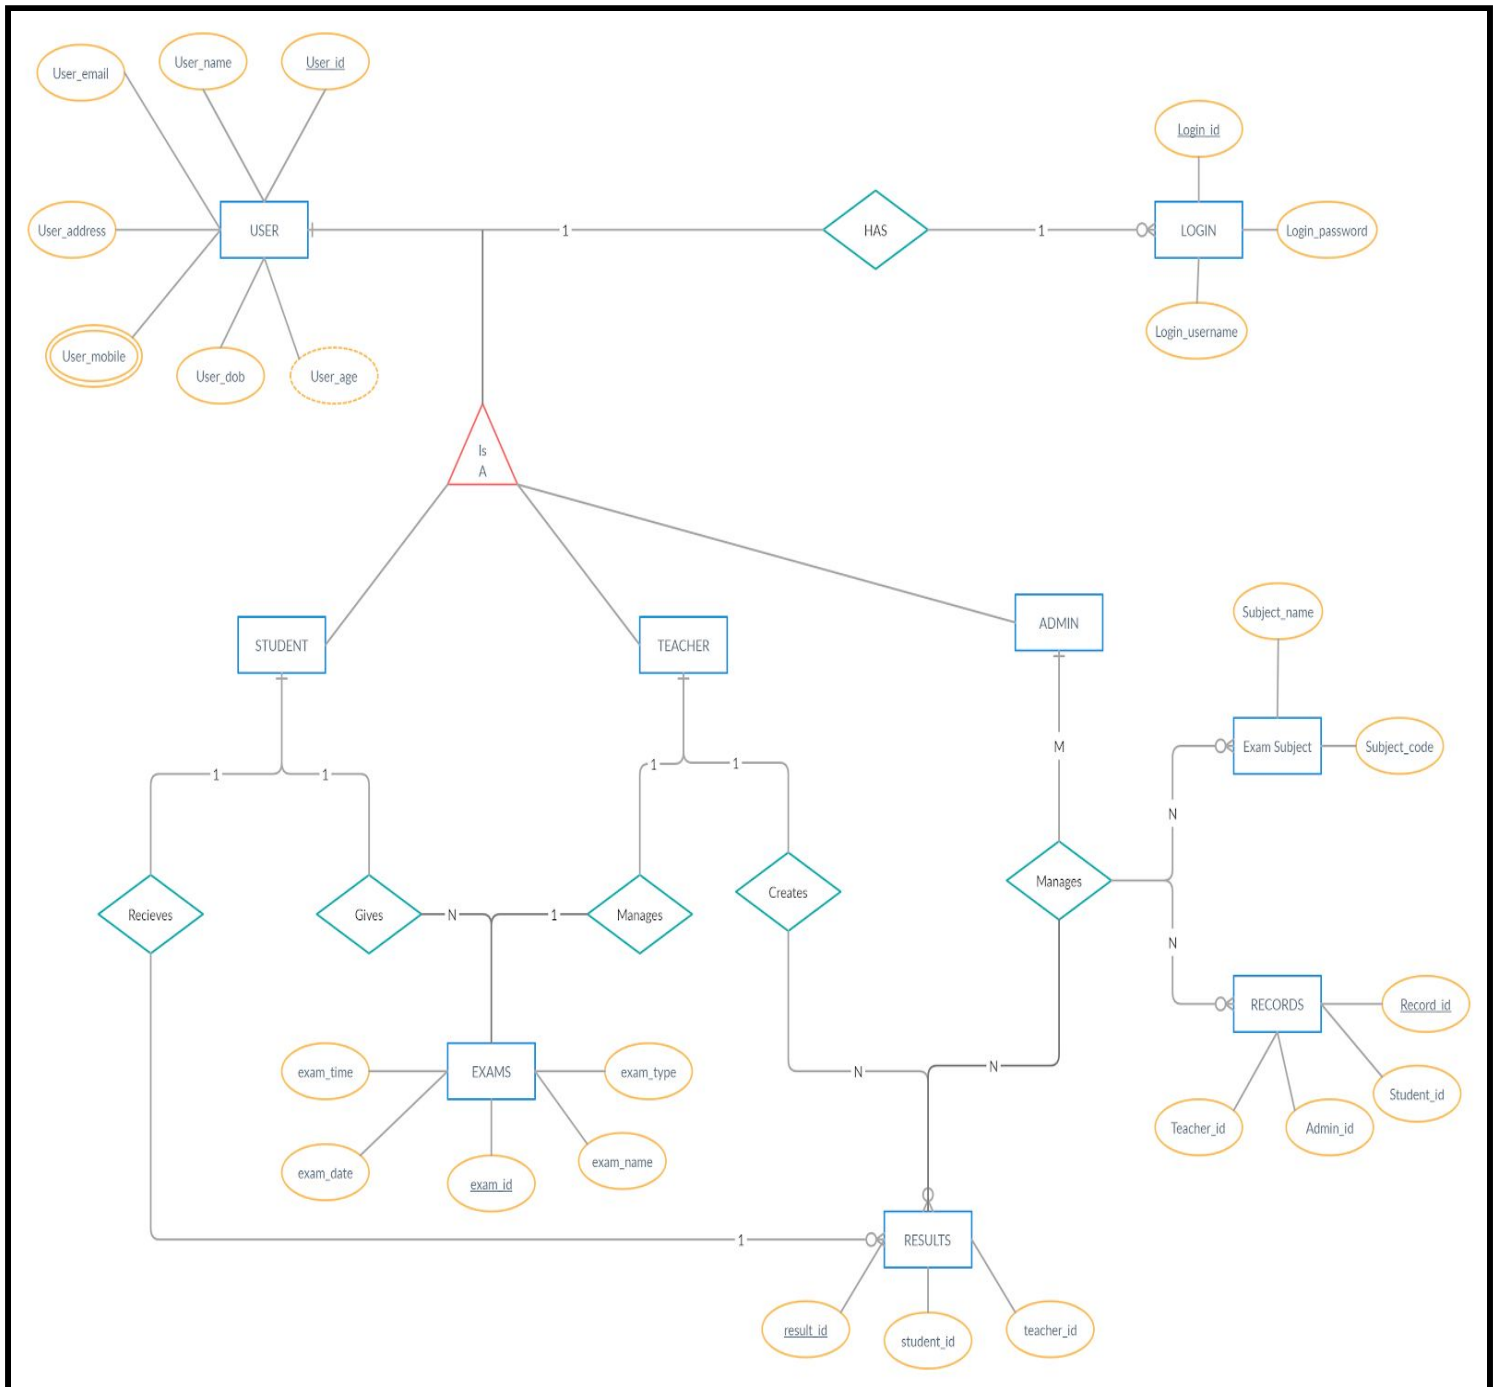 User_email
User_name
User_id
Login_id
User_address
USER
1
HAS
1
LOGIN
Login_password
User_mobile
User_dob
User_age
Login_username
Is
A
STUDENT
TEACHER
ADMIN
Subject_name
1
1
1
1
M
Exam Subject
Subject_code
N
Recieves
Gives
N
1
Manages
Creates
Manages
N
RECORDS
Record_id
exam_time
EXAMS
exam_type
N
N
Student_id
Teacher_id
Admin_id
exam_date
exam_id
exam_name
1
RESULTS
result_id
student_id
teacher_id